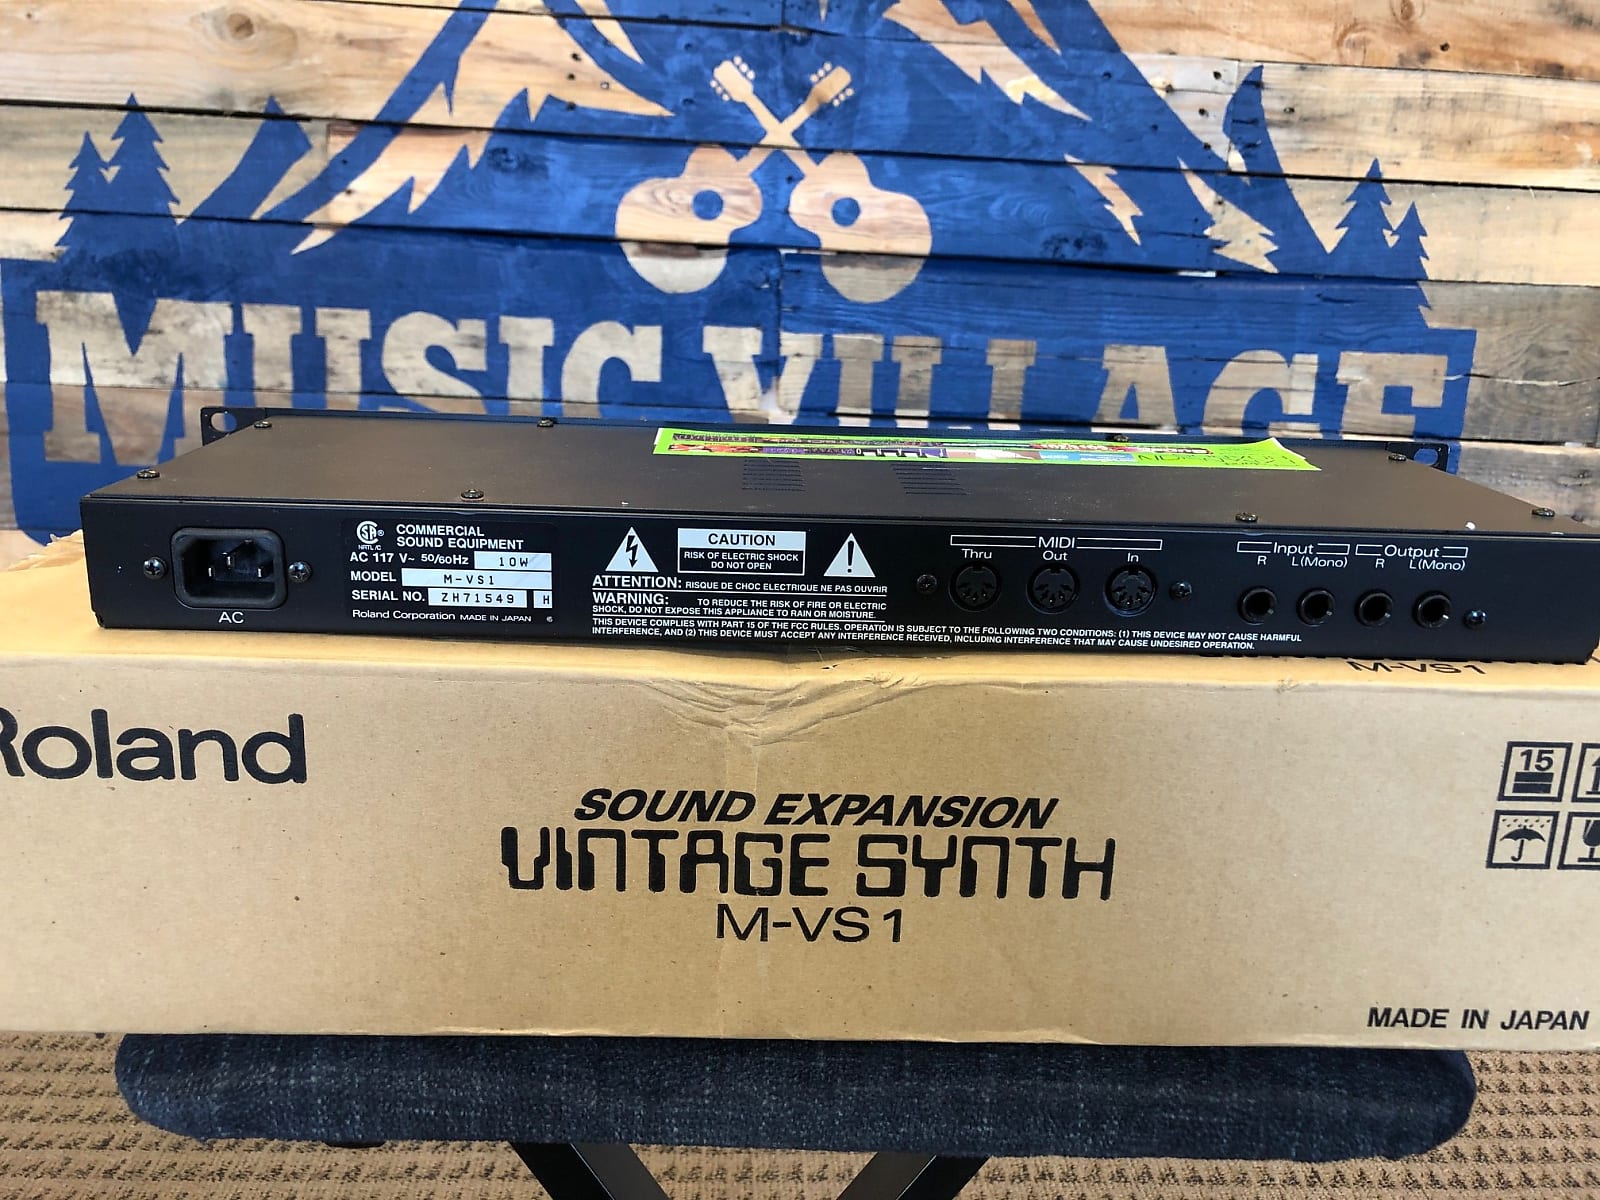 MUSIC VILLAGE
NRTL/C
COMMERCIAL
SOUND EQUIPMENT
AC 117 V~ 50/60Hz 10W
MODEL M-VS1
SERIAL NO. ZH71549 H
Roland Corporation MADE IN JAPAN
AC
CAUTION
RISK OF ELECTRIC SHOCK
DO NOT OPEN
ATTENTION: RISQUE DE CHOC ELECTRIQUE NE PAS OUVRIR
WARNING: TO REDUCE THE RISK OF FIRE OR ELECTRIC
SHOCK, DO NOT EXPOSE THIS APPLIANCE TO RAIN OR MOISTURE.
THIS DEVICE COMPLIES WITH PART 15 OF THE FCC RULES. OPERATION IS SUBJECT TO THE FOLLOWING TWO CONDITIONS: (1) THIS DEVICE MAY NOT CAUSE HARMFUL
INTERFERENCE, AND (2) THIS DEVICE MUST ACCEPT ANY INTERFERENCE RECEIVED, INCLUDING INTERFERENCE THAT MAY CAUSE UNDESIRED OPERATION.
MIDI
Thru Out In
Input Output
R L(Mono) R L(Mono)
M-VS1
Roland
SOUND EXPANSION
VINTAGE SYNTH
M-VS1
15
MADE IN JAPAN